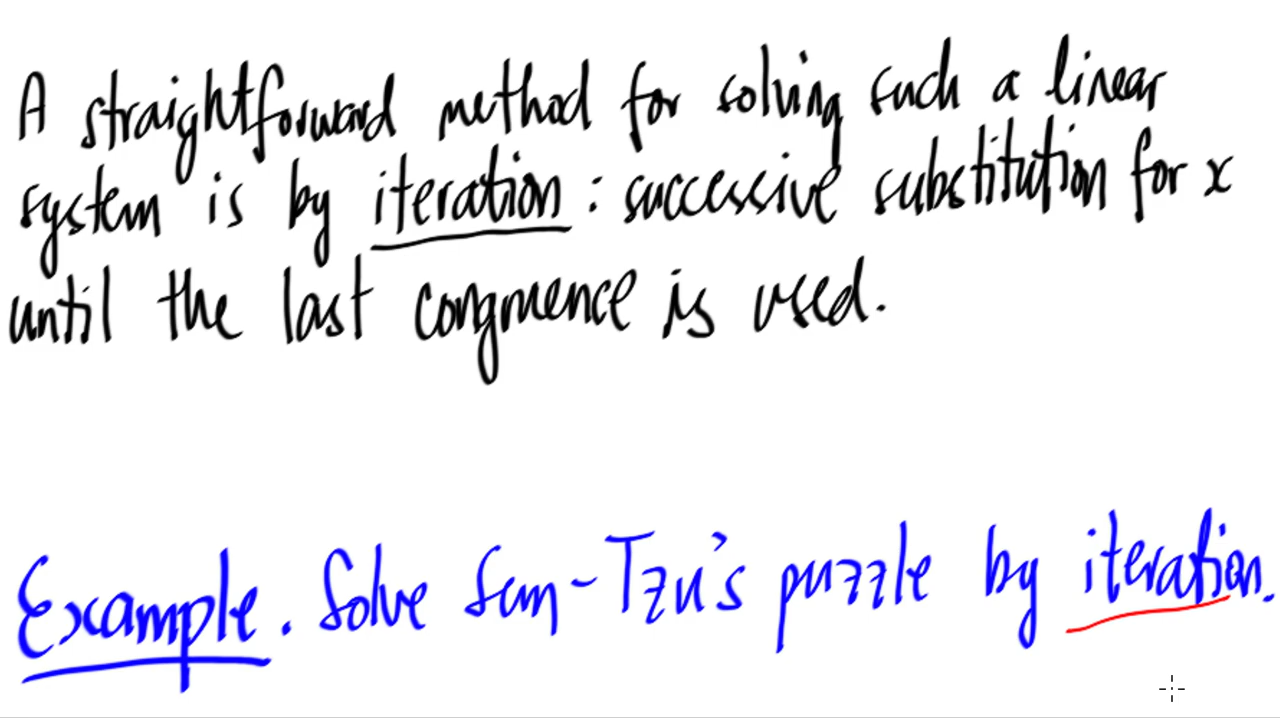 A straightforward method for solving such a linear
system is by iteration : successive substitution for x
until the last congruence is used.
Example. Solve Sun-Tzu's puzzle by iteration.